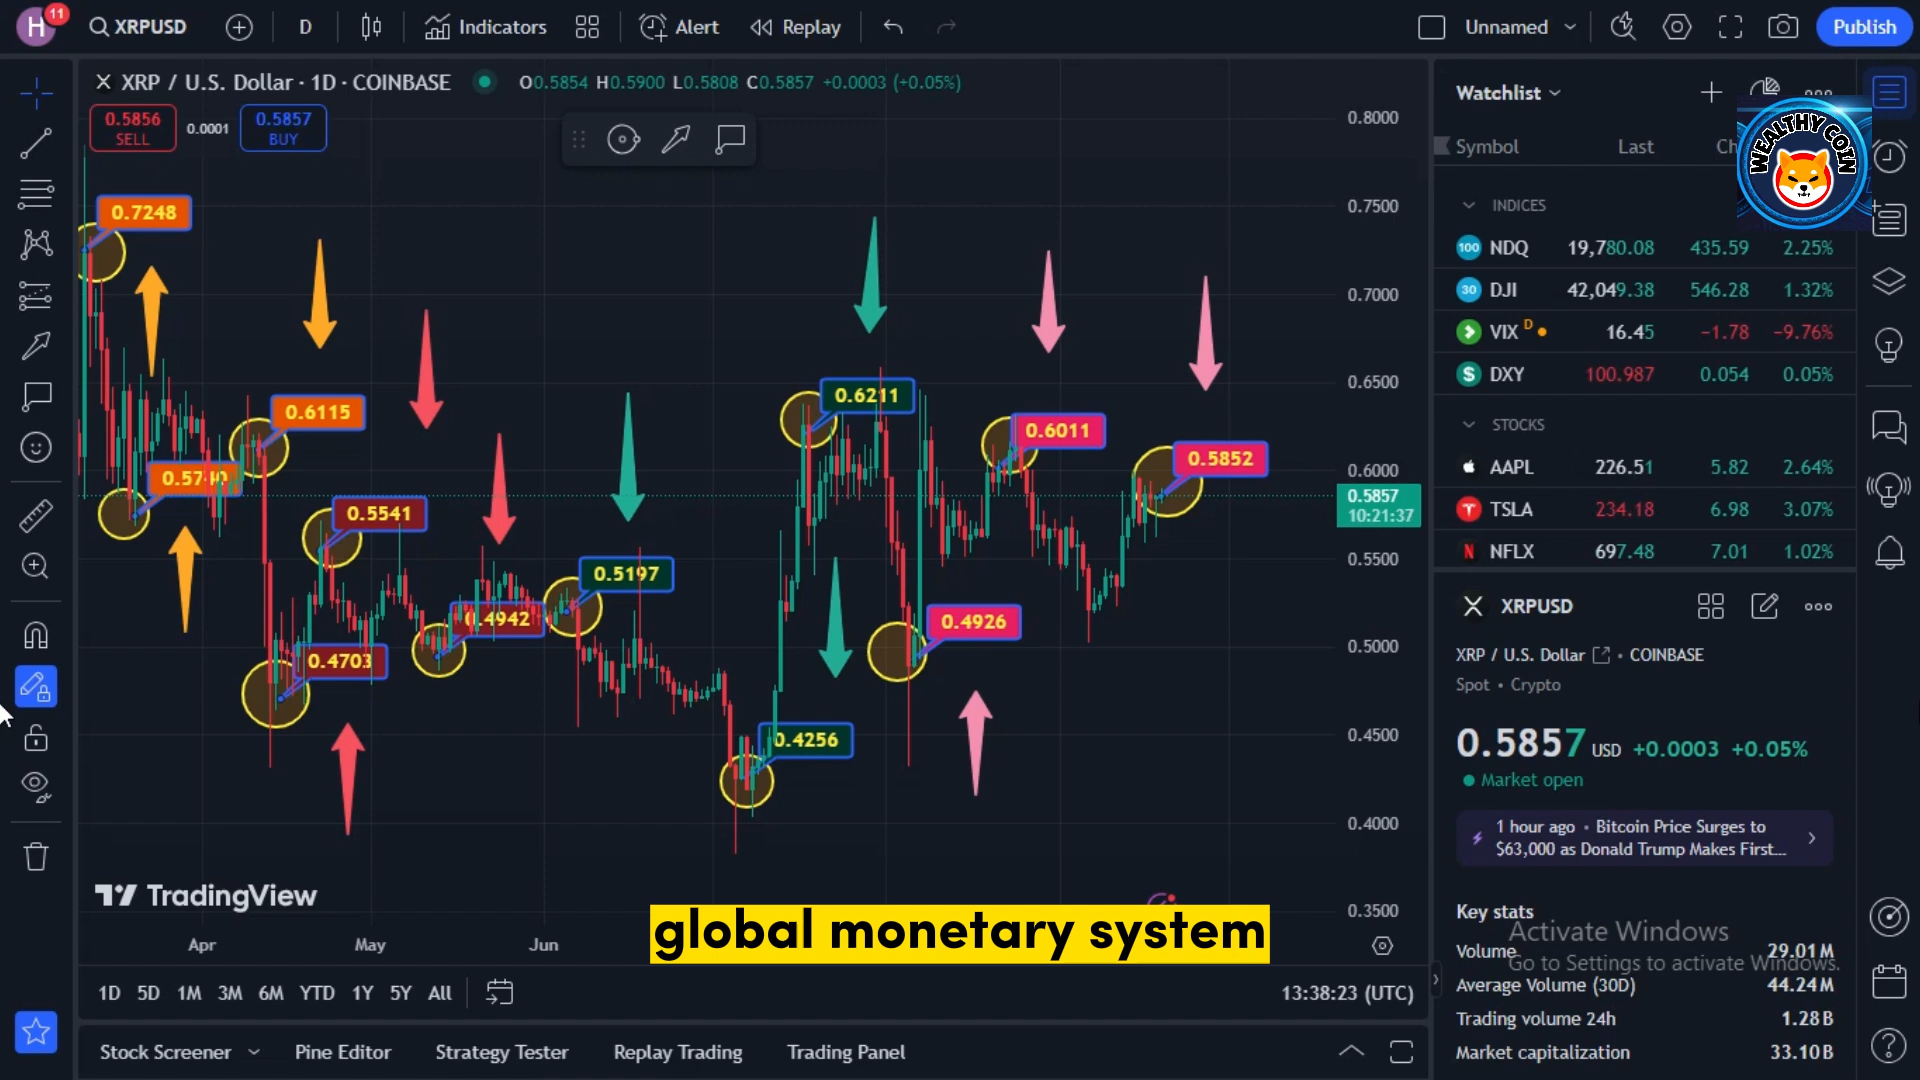 H
11
XRPUSD
D
Indicators
Alert
Replay
Unnamed
Publish
XRP / U.S. Dollar · 1D · COINBASE
O0.5854 H0.5900 L0.5808 C0.5857 +0.0003 (+0.05%)
0.5856
SELL
0.0001
0.5857
BUY
0.7248
0.6115
0.5740
0.5541
0.4703
0.4942
0.5197
0.4256
0.6211
0.4926
0.6011
0.5852
0.8000
0.7500
0.7000
0.6500
0.6000
0.5857
10:21:37
0.5500
0.5000
0.4500
0.4000
0.3500
TradingView
global monetary system
Apr
May
Jun
1D 5D 1M 3M 6M YTD 1Y 5Y All
13:38:23 (UTC)
Stock Screener
Pine Editor
Strategy Tester
Replay Trading
Trading Panel
Watchlist
WEALTHY COIN
Symbol Last Ch
INDICES
100 NDQ 19,780.08 435.59 2.25%
30 DJI 42,049.38 546.28 1.32%
VIX D 16.45 −1.78 −9.76%
$ DXY 100.987 0.054 0.05%
STOCKS
AAPL 226.51 5.82 2.64%
TSLA 234.18 6.98 3.07%
N NFLX 697.48 7.01 1.02%
XRPUSD
XRP / U.S. Dollar • COINBASE
Spot • Crypto
0.5857 USD +0.0003 +0.05%
Market open
1 hour ago • Bitcoin Price Surges to
$63,000 as Donald Trump Makes First...
Key stats
Activate Windows
Volume 29.01 M
Go to Settings to activate Windows.
Average Volume (30D) 44.24 M
Trading volume 24h 1.28 B
Market capitalization 33.10 B